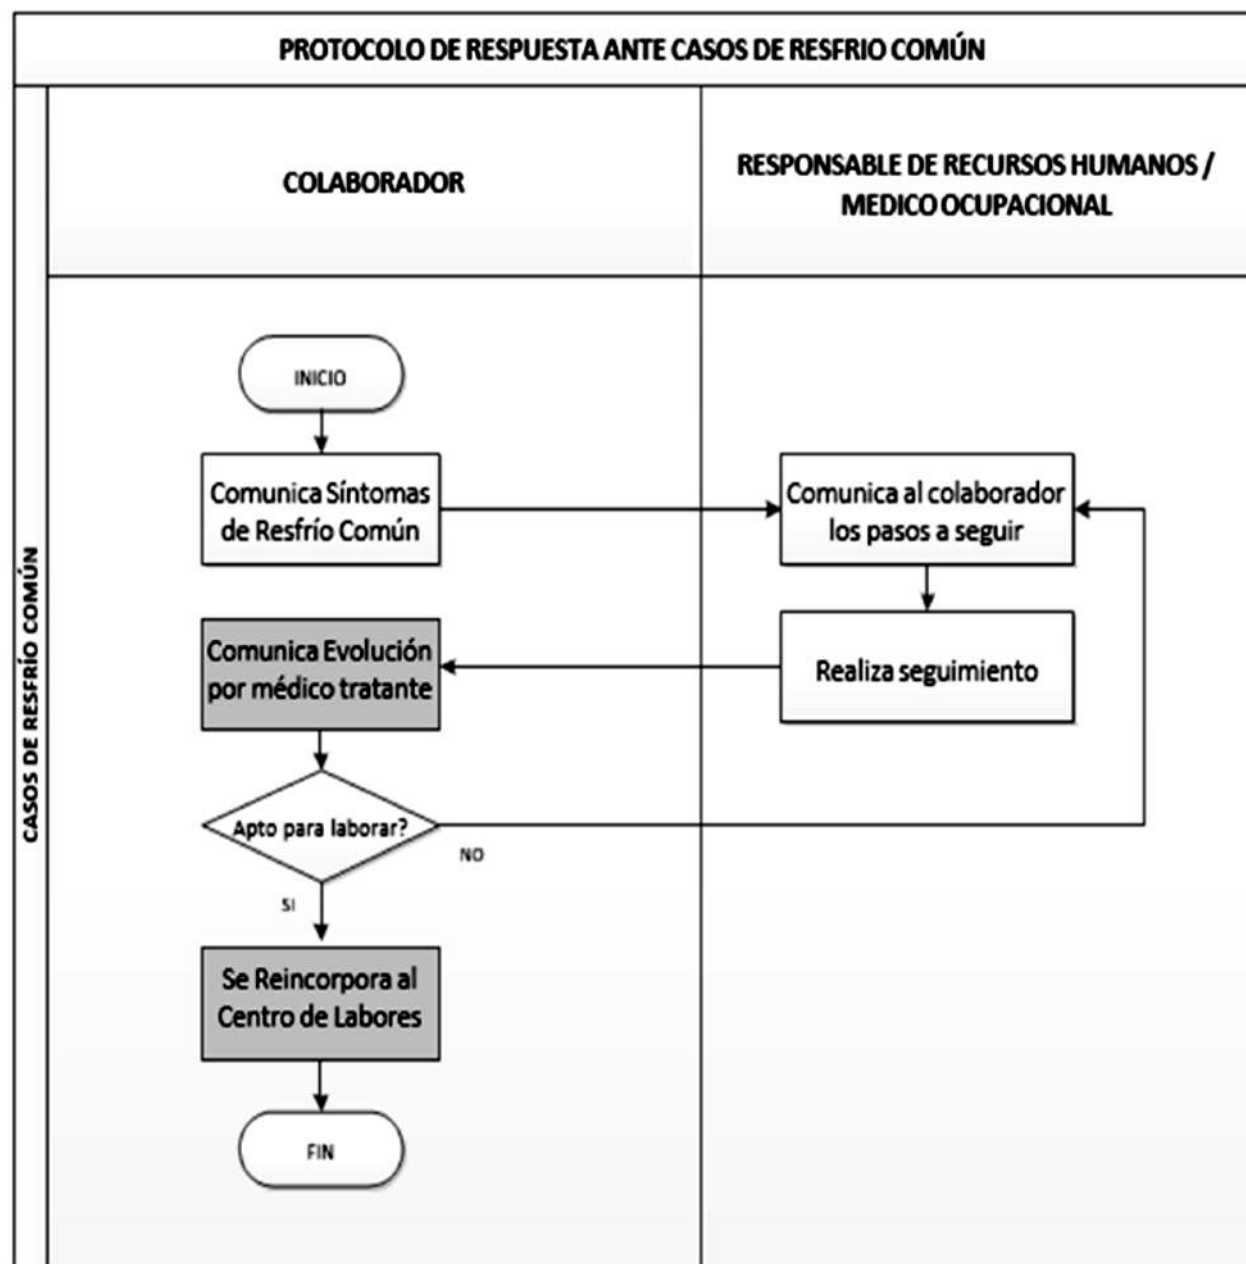 PROTOCOLO DE RESPUESTA ANTE CASOS DE RESFRIO COMÚN
CASOS DE RESFRÍO COMÚN
COLABORADOR
RESPONSABLE DE RECURSOS HUMANOS /
MEDICO OCUPACIONAL
INICIO
Comunica Síntomas
de Resfrío Común
Comunica al colaborador
los pasos a seguir
Realiza seguimiento
Comunica Evolución
por médico tratante
Apto para laborar?
NO
SI
Se Reincorpora al
Centro de Labores
FIN